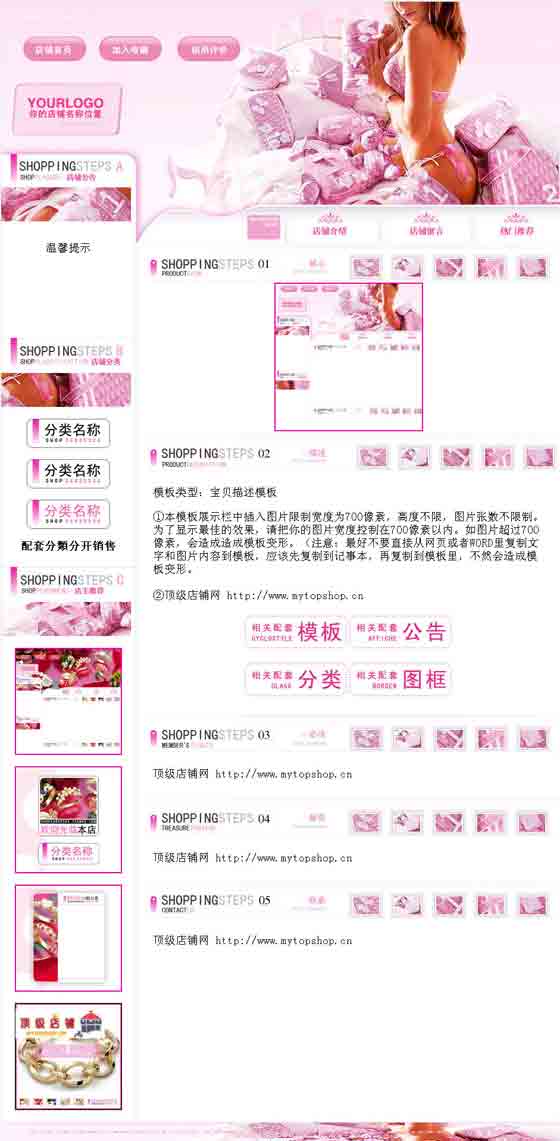 店铺首页
加入收藏
信用评价
YOURLOGO
你的店铺名称位置
SHOPPINGSTEPS A
店铺公告
温馨提示
SHOPPINGSTEPS B
店铺分类
分类名称
分类名称
分类名称
配套分類分开销售
SHOPPINGSTEPS C
店主推荐
欢迎光临本店
分类名称
顶级店铺
店铺介绍
店铺留言
热门推荐
SHOPPINGSTEPS 01
PRODUCT
SHOPPINGSTEPS 02
PRODUCT
模板类型: 宝贝描述模板
①本模板展示栏中插入图片限制宽度为700像素，高度不限，图片张数不限制。
为了显示最佳的效果，请把你的图片宽度控制在700像素以内。如图片超过700
像素，会造成造成模板变形。（注意：最好不要直接从网页或者WORD里复制文
字和图片内容到模板，应该先复制到记事本，再复制到模板里，不然会造成模
板变形。
②顶级店铺网 http://www.mytopshop.cn
相关配套 模板
相关配套 AFFICHE 公告
相关配套 分类
相关配套 BORDER 图框
SHOPPINGSTEPS 03
MEMBER'S
顶级店铺网 http://www.mytopshop.cn
SHOPPINGSTEPS 04
TREASURE
顶级店铺网 http://www.mytopshop.cn
SHOPPINGSTEPS 05
CONTACT
顶级店铺网 http://www.mytopshop.cn